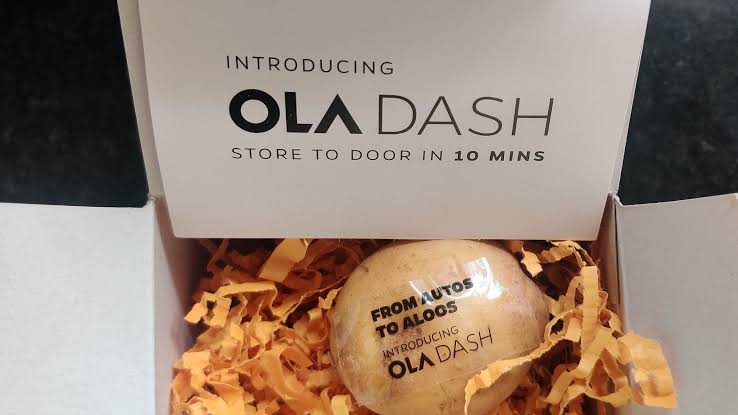 INTRODUCING
OLA DASH
STORE TO DOOR IN 10 MINS
FROM AUTOS
TO ALOOS
INTRODUCING
OLA DASH